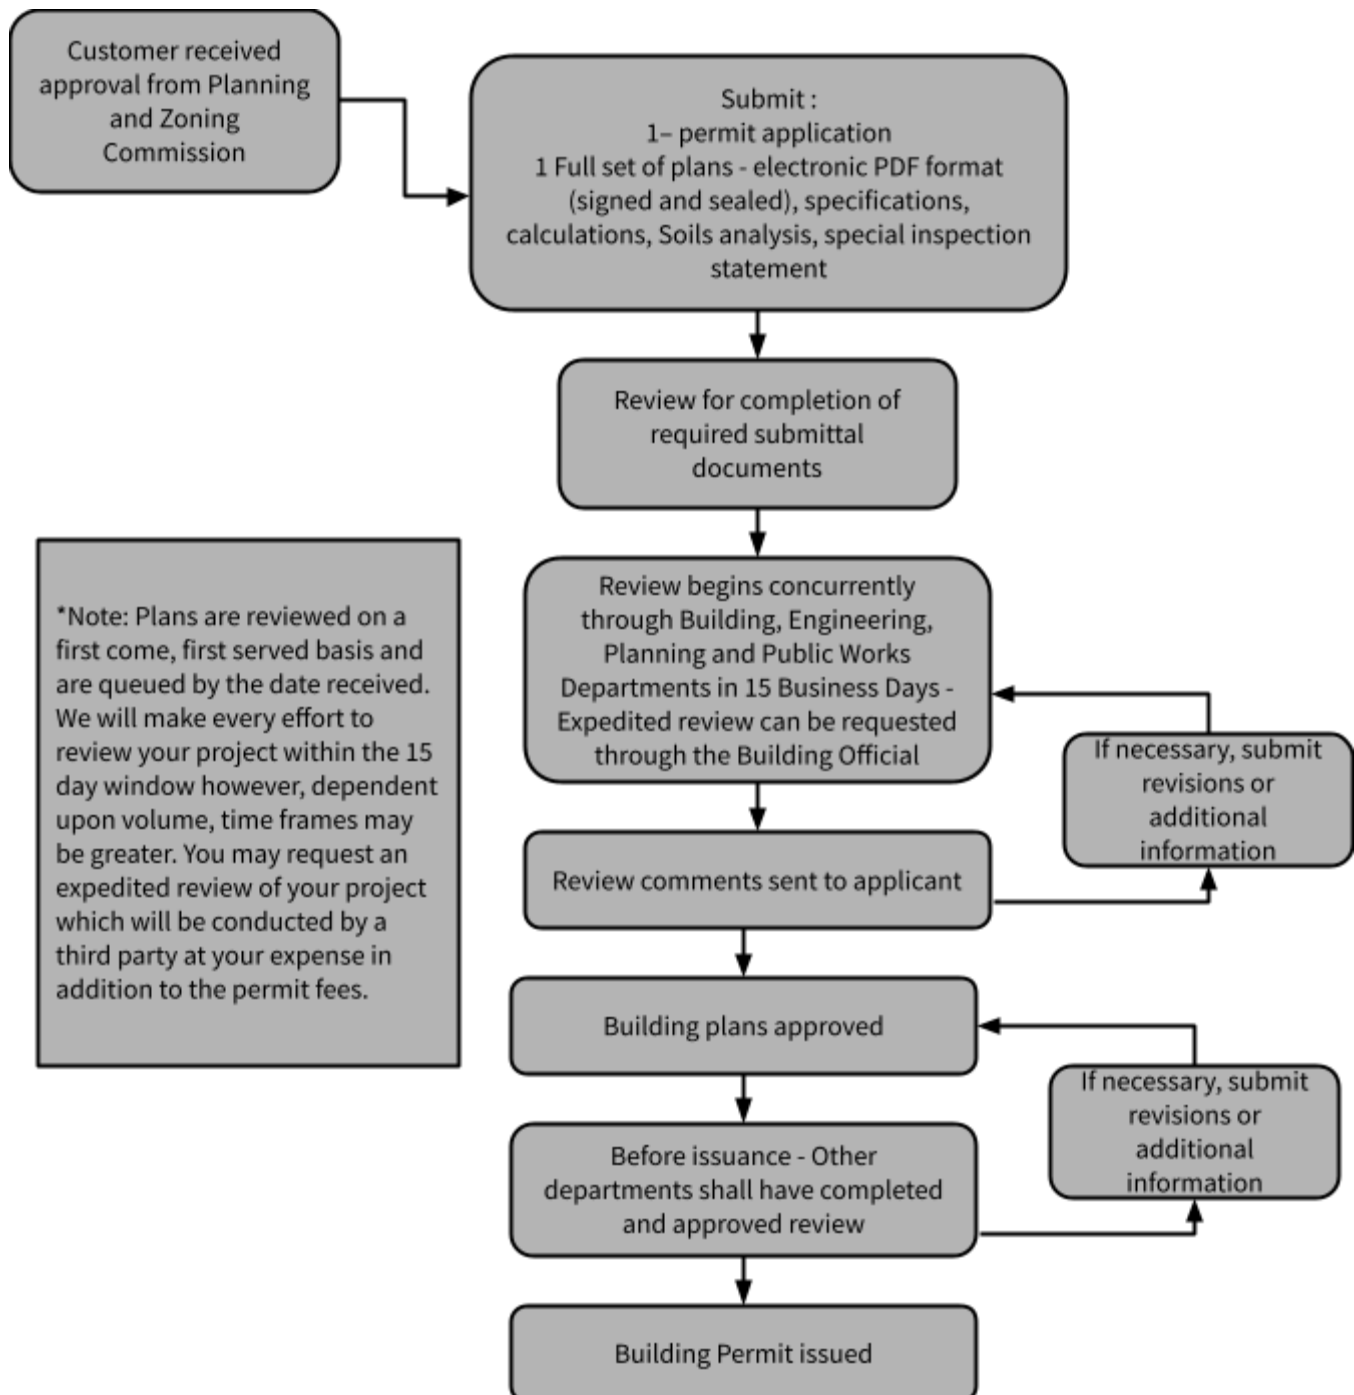 Customer received
approval from Planning
and Zoning
Commission
Submit :
1– permit application
1 Full set of plans - electronic PDF format
(signed and sealed), specifications,
calculations, Soils analysis, special inspection
statement
Review for completion of
required submittal
documents
Review begins concurrently
through Building, Engineering,
Planning and Public Works
Departments in 15 Business Days -
Expedited review can be requested
through the Building Official
*Note: Plans are reviewed on a
first come, first served basis and
are queued by the date received.
We will make every effort to
review your project within the 15
day window however, dependent
upon volume, time frames may
be greater. You may request an
expedited review of your project
which will be conducted by a
third party at your expense in
addition to the permit fees.
If necessary, submit
revisions or
additional
information
Review comments sent to applicant
Building plans approved
If necessary, submit
revisions or
additional
information
Before issuance - Other
departments shall have completed
and approved review
Building Permit issued